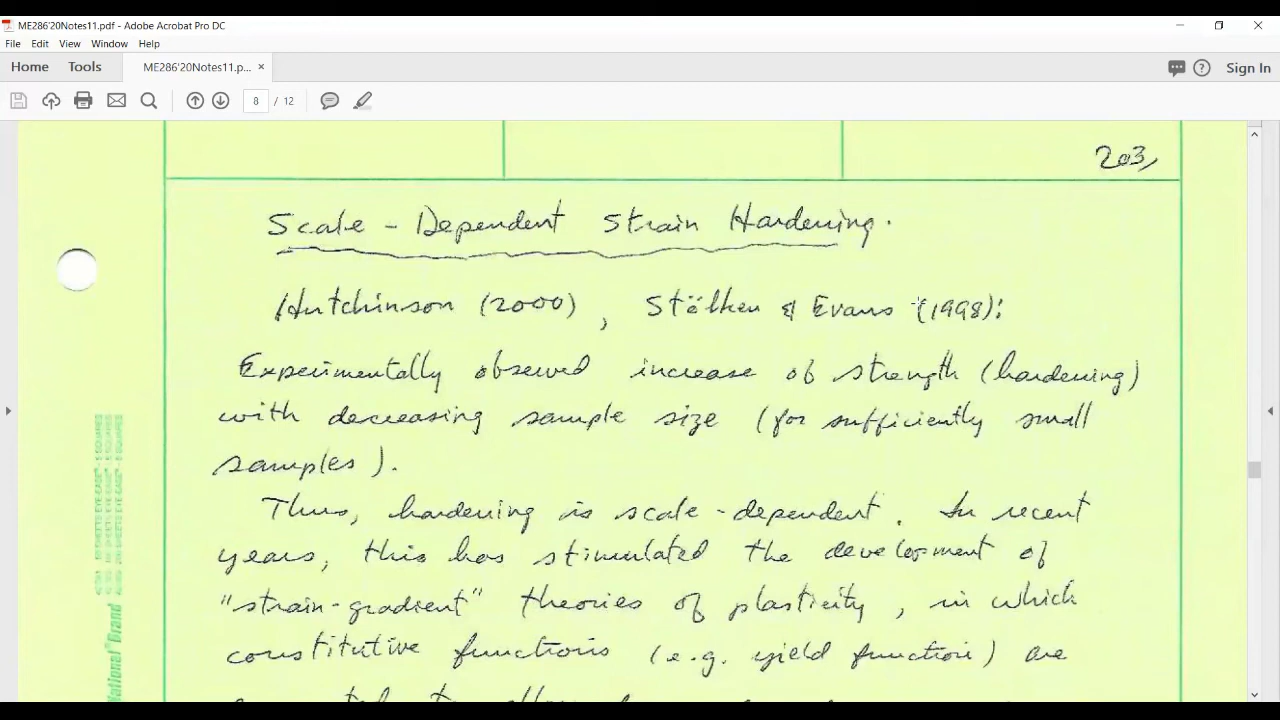 ME286'20Notes11.pdf - Adobe Acrobat Pro DC
File Edit View Window Help
Home Tools ME286'20Notes11.p... × Sign In
8 / 12
203,
Scale-Dependent Strain Hardening.
Hutchinson (2000), Stölken & Evans (1998):
Experimentally observed increase of strength (hardening)
with decreasing sample size (for sufficiently small
samples).
Thus, hardening is scale-dependent. In recent
years, this has stimulated the development of
"strain-gradient" theories of plasticity, in which
constitutive functions (e.g. yield function) are
National® Brand